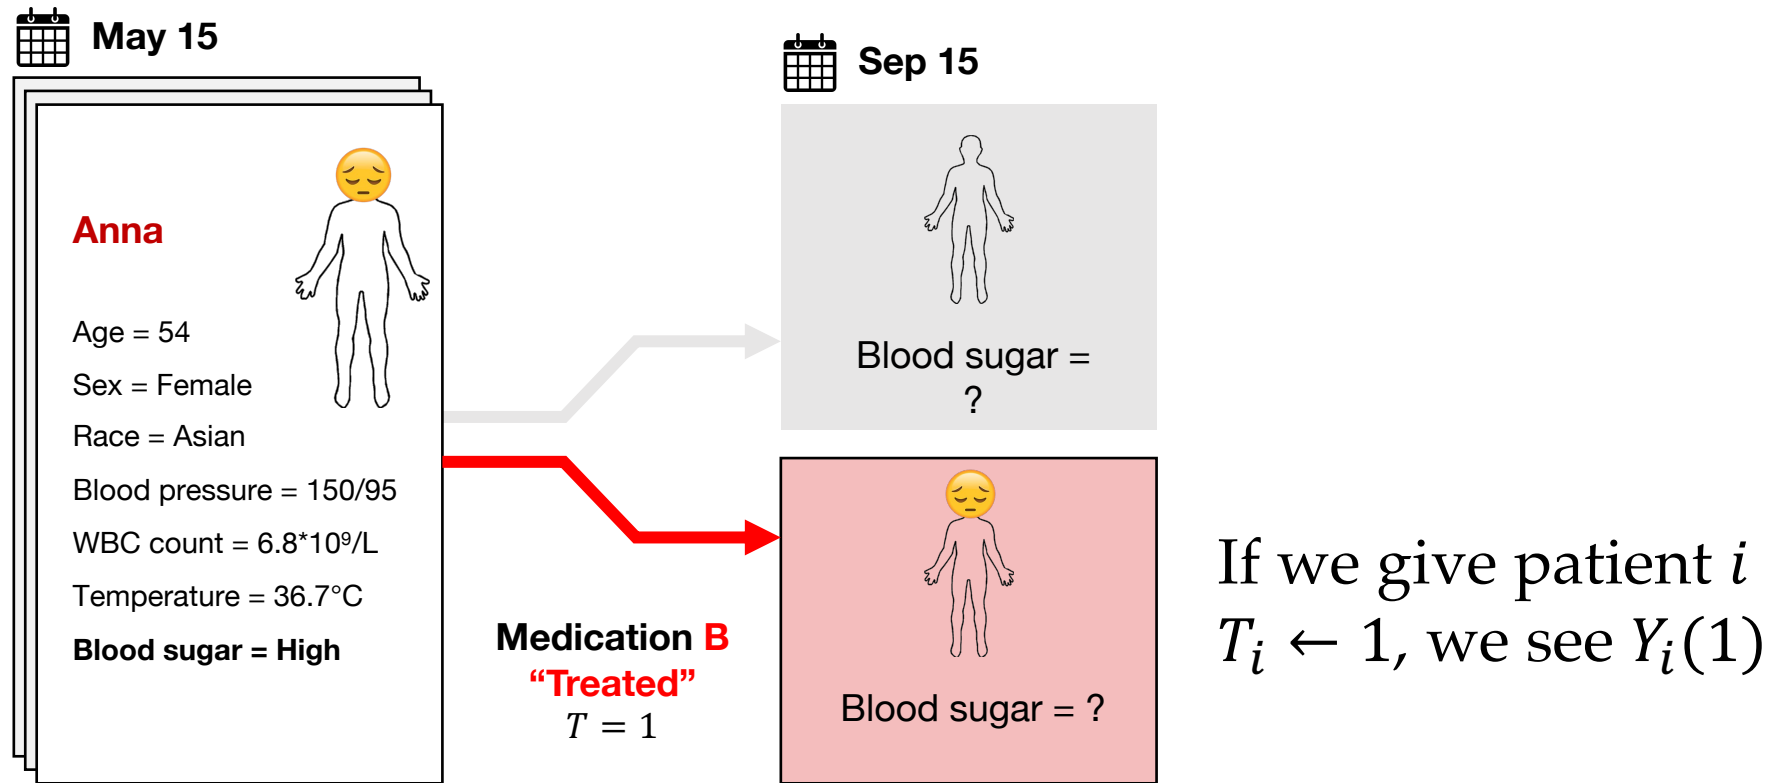 May 15
Anna
Age = 54
Sex = Female
Race = Asian
Blood pressure = 150/95
WBC count = 6.8*10⁹/L
Temperature = 36.7°C
Blood sugar = High
Medication B
“Treated”
T = 1
Sep 15
Blood sugar =
?
Blood sugar = ?
If we give patient i
Tᵢ ← 1, we see Yᵢ(1)